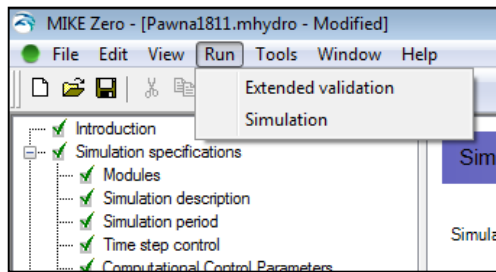 MIKE Zero - [Pawna1811.mhydro - Modified]
File Edit View Run Tools Window Help
Extended validation
Simulation
Introduction
Simulation specifications
Modules
Simulation description
Simulation period
Time step control
Computational Control Parameters
Sim
Simula